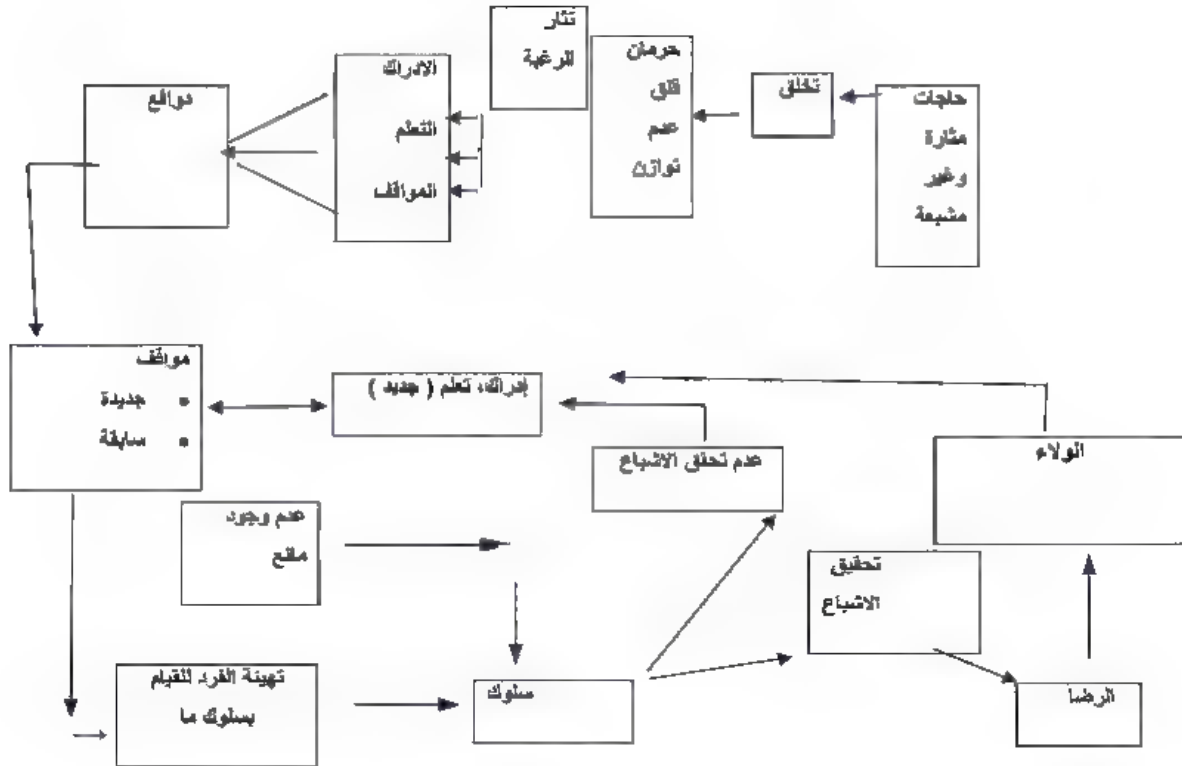 حاجات
مثارة
وغير
مشبعة
تخلق
حرمان
قلق
عدم
توازن
تثار
الرغبة
الادراك
التعلم
المواقف
دوافع
مواقف
• جديدة
• سابقة
إدراك، تعلم ( جديد )
عدم تحقق الاشباع
الولاء
عدم وجود
مانع
تحقيق
الاشباع
تهيئة الفرد للقيام
بسلوك ما
سلوك
الرضا